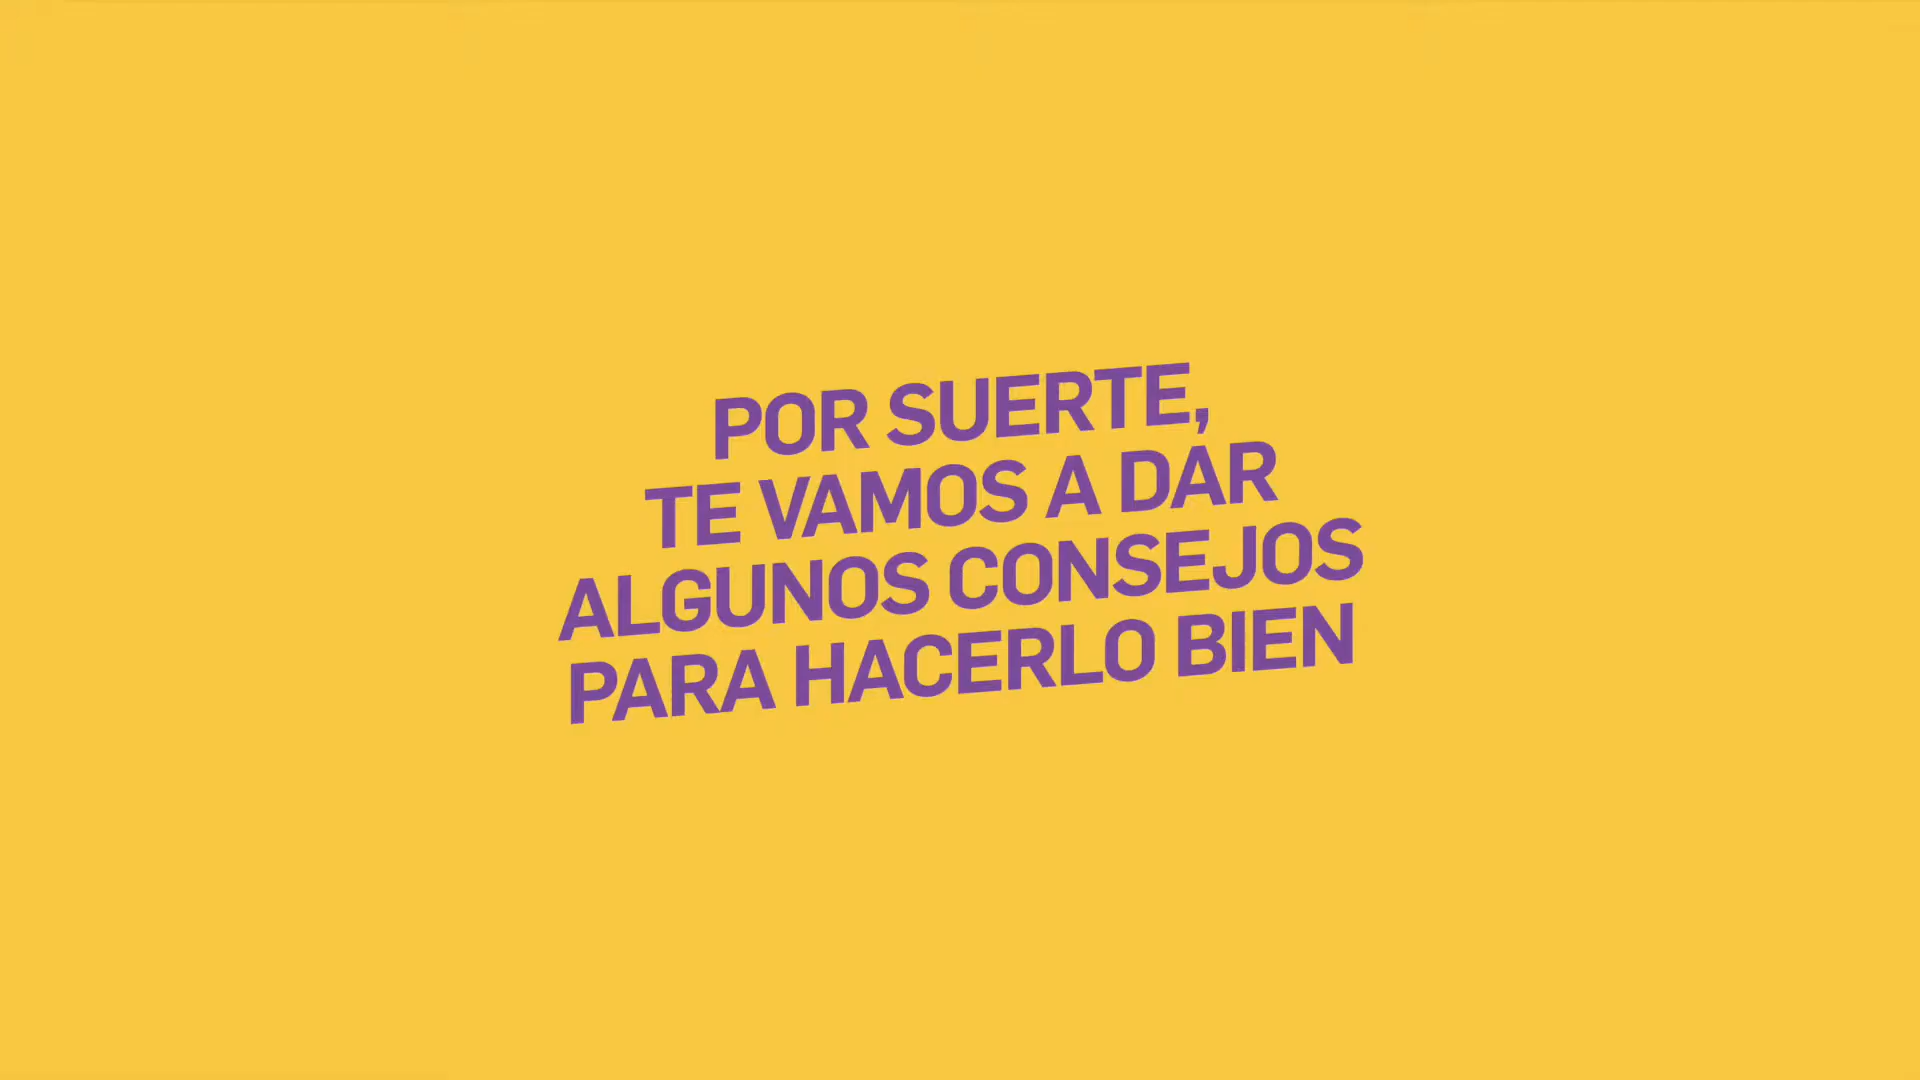 POR SUERTE,
TE VAMOS A DAR
ALGUNOS CONSEJOS
PARA HACERLO BIEN